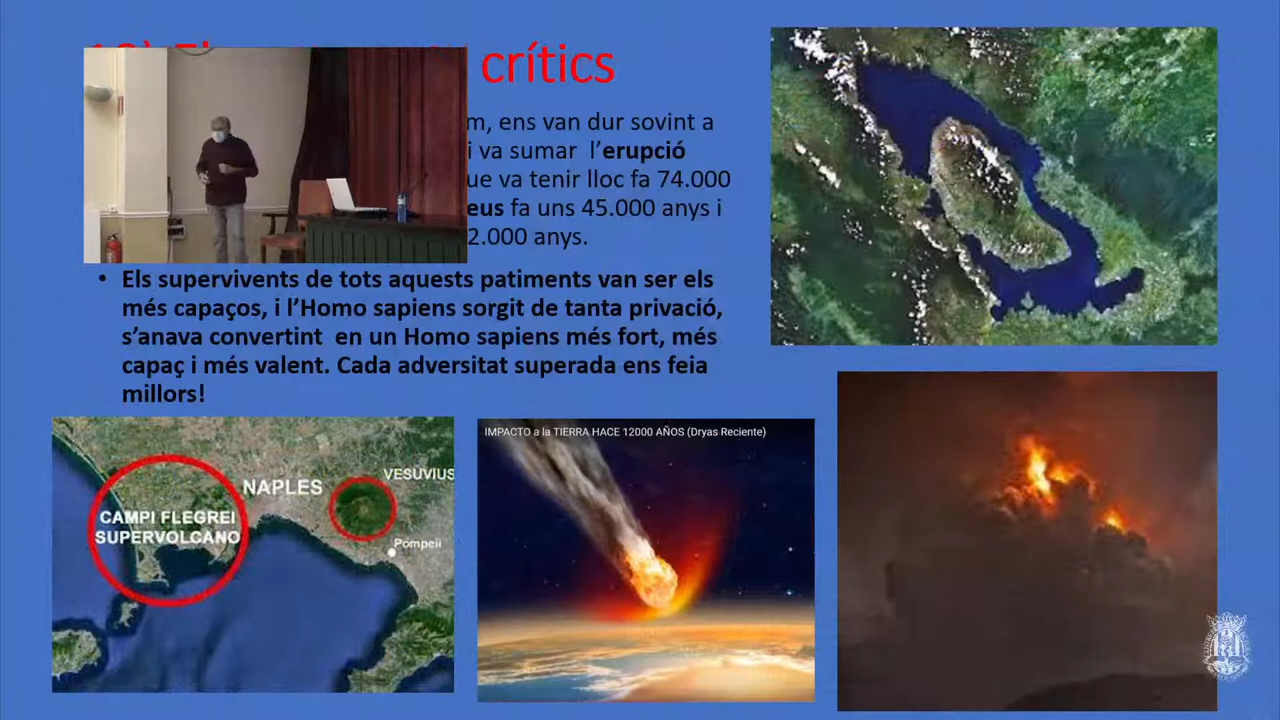 crítics
m, ens van dur sovint a
i va sumar l’erupció
ue va tenir lloc fa 74.000
eus fa uns 45.000 anys i
2.000 anys.
• Els supervivents de tots aquests patiments van ser els
més capaços, i l’Homo sapiens sorgit de tanta privació,
s’anava convertint en un Homo sapiens més fort, més
capaç i més valent. Cada adversitat superada ens feia
millors!
VESUVIUS
NAPLES
CAMPI FLEGREI
SUPERVOLCANO
Pompeii
IMPACTO a la TIERRA HACE 12000 AÑOS (Dryas Reciente)